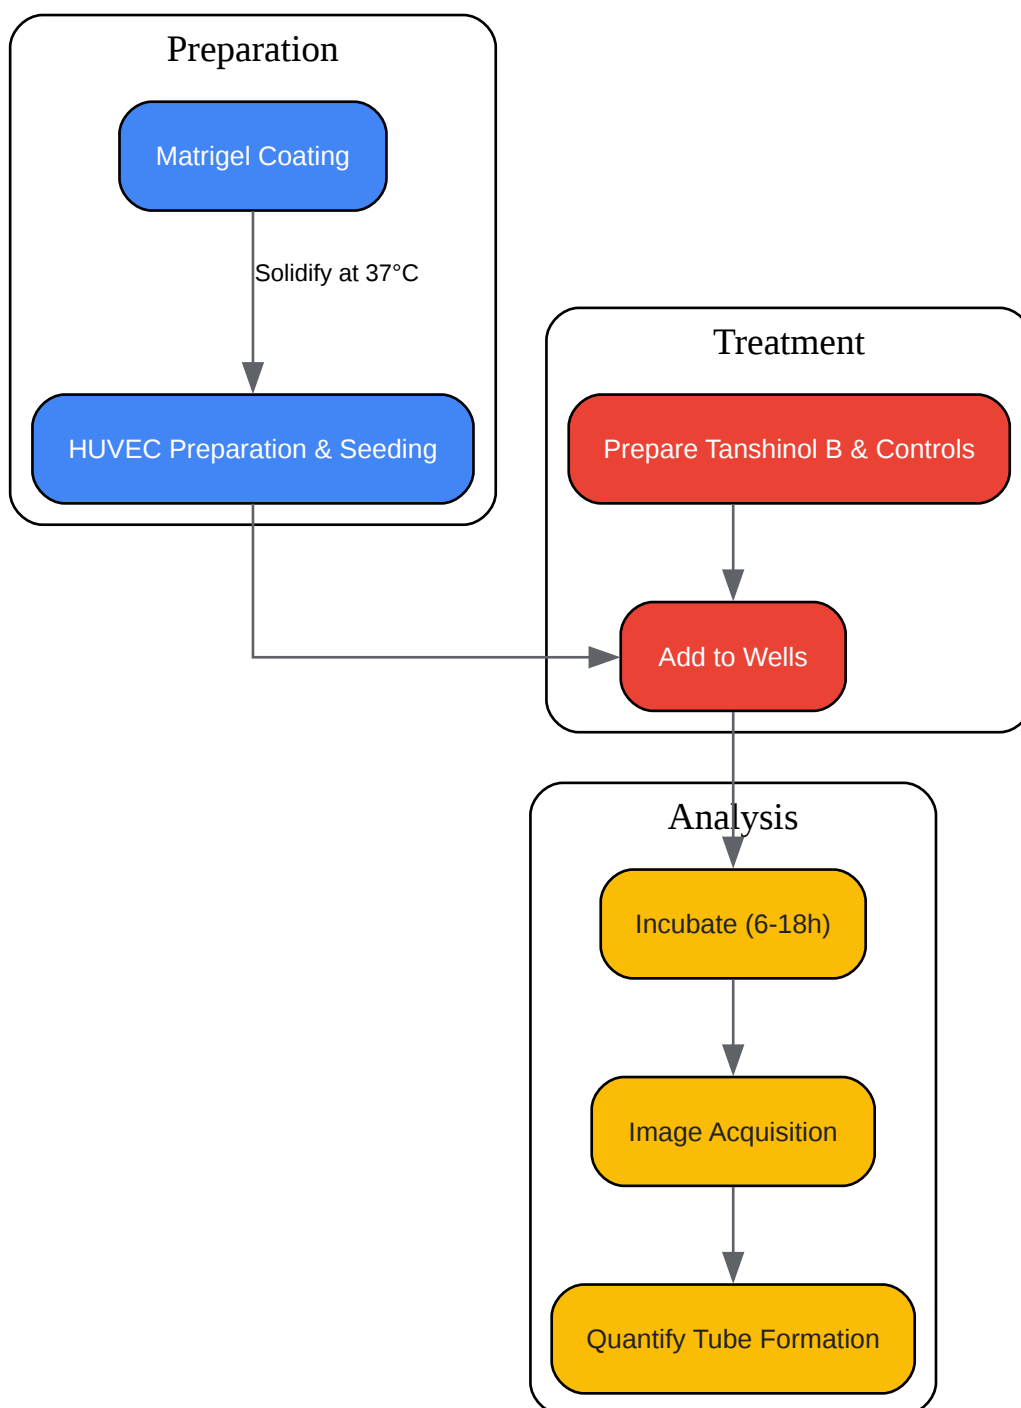 Preparation
Matrigel Coating
Solidify at 37°C
HUVEC Preparation & Seeding
Treatment
Prepare Tanshinol B & Controls
Add to Wells
Analysis
Incubate (6-18h)
Image Acquisition
Quantify Tube Formation